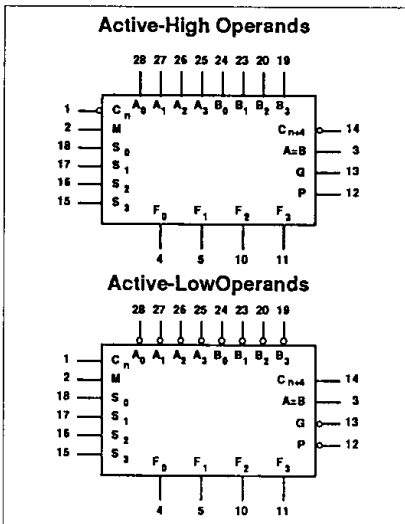 Active-High Operands
28 27 26 25 24 23 20 19
A0 A1 A2 A3 B0 B1 B2 B3
1 Cn
Cn+4 14
2 M
A=B 3
18 S0
G 13
17 S1
P 12
16 S2
15 S3
F0 F1 F2 F3
4 5 10 11
Active-LowOperands
28 27 26 25 24 23 20 19
A0 A1 A2 A3 B0 B1 B2 B3
1 Cn
Cn+4 14
2 M
A=B 3
18 S0
G 13
17 S1
P 12
16 S2
15 S3
F0 F1 F2 F3
4 5 10 11